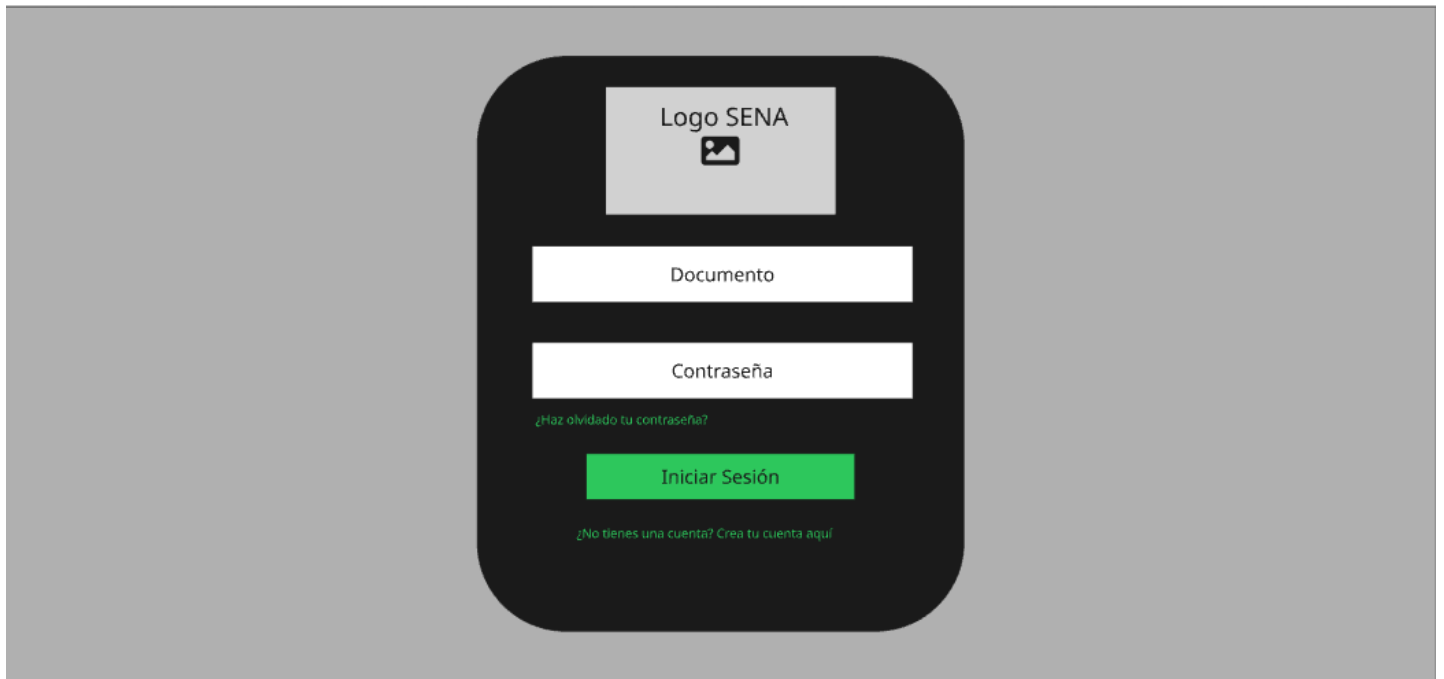 Logo SENA
Documento
Contraseña
¿Haz olvidado tu contraseña?
Iniciar Sesión
¿No tienes una cuenta? Crea tu cuenta aquí